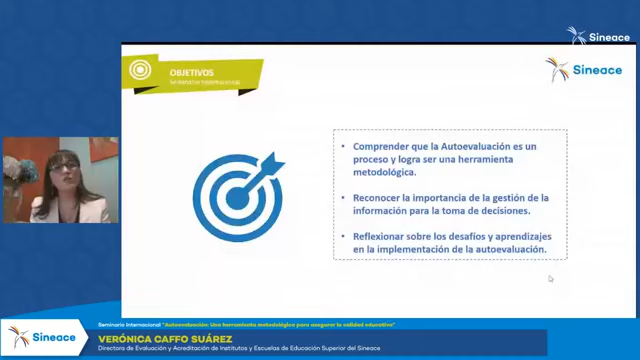 Sineace
OBJETIVOS
Sineace
• Comprender que la Autoevaluación es un
proceso y logra ser una herramienta
metodológica.
• Reconocer la importancia de la gestión de la
información para la toma de decisiones.
• Reflexionar sobre los desafíos y aprendizajes
en la implementación de la autoevaluación.
Sineace
Seminario Internacional "Autoevaluación: Una herramienta metodológica para asegurar la calidad educativa"
VERÓNICA CAFFO SUÁREZ
Directora de Evaluación y Acreditación de Institutos y Escuelas de Educación Superior del Sineace